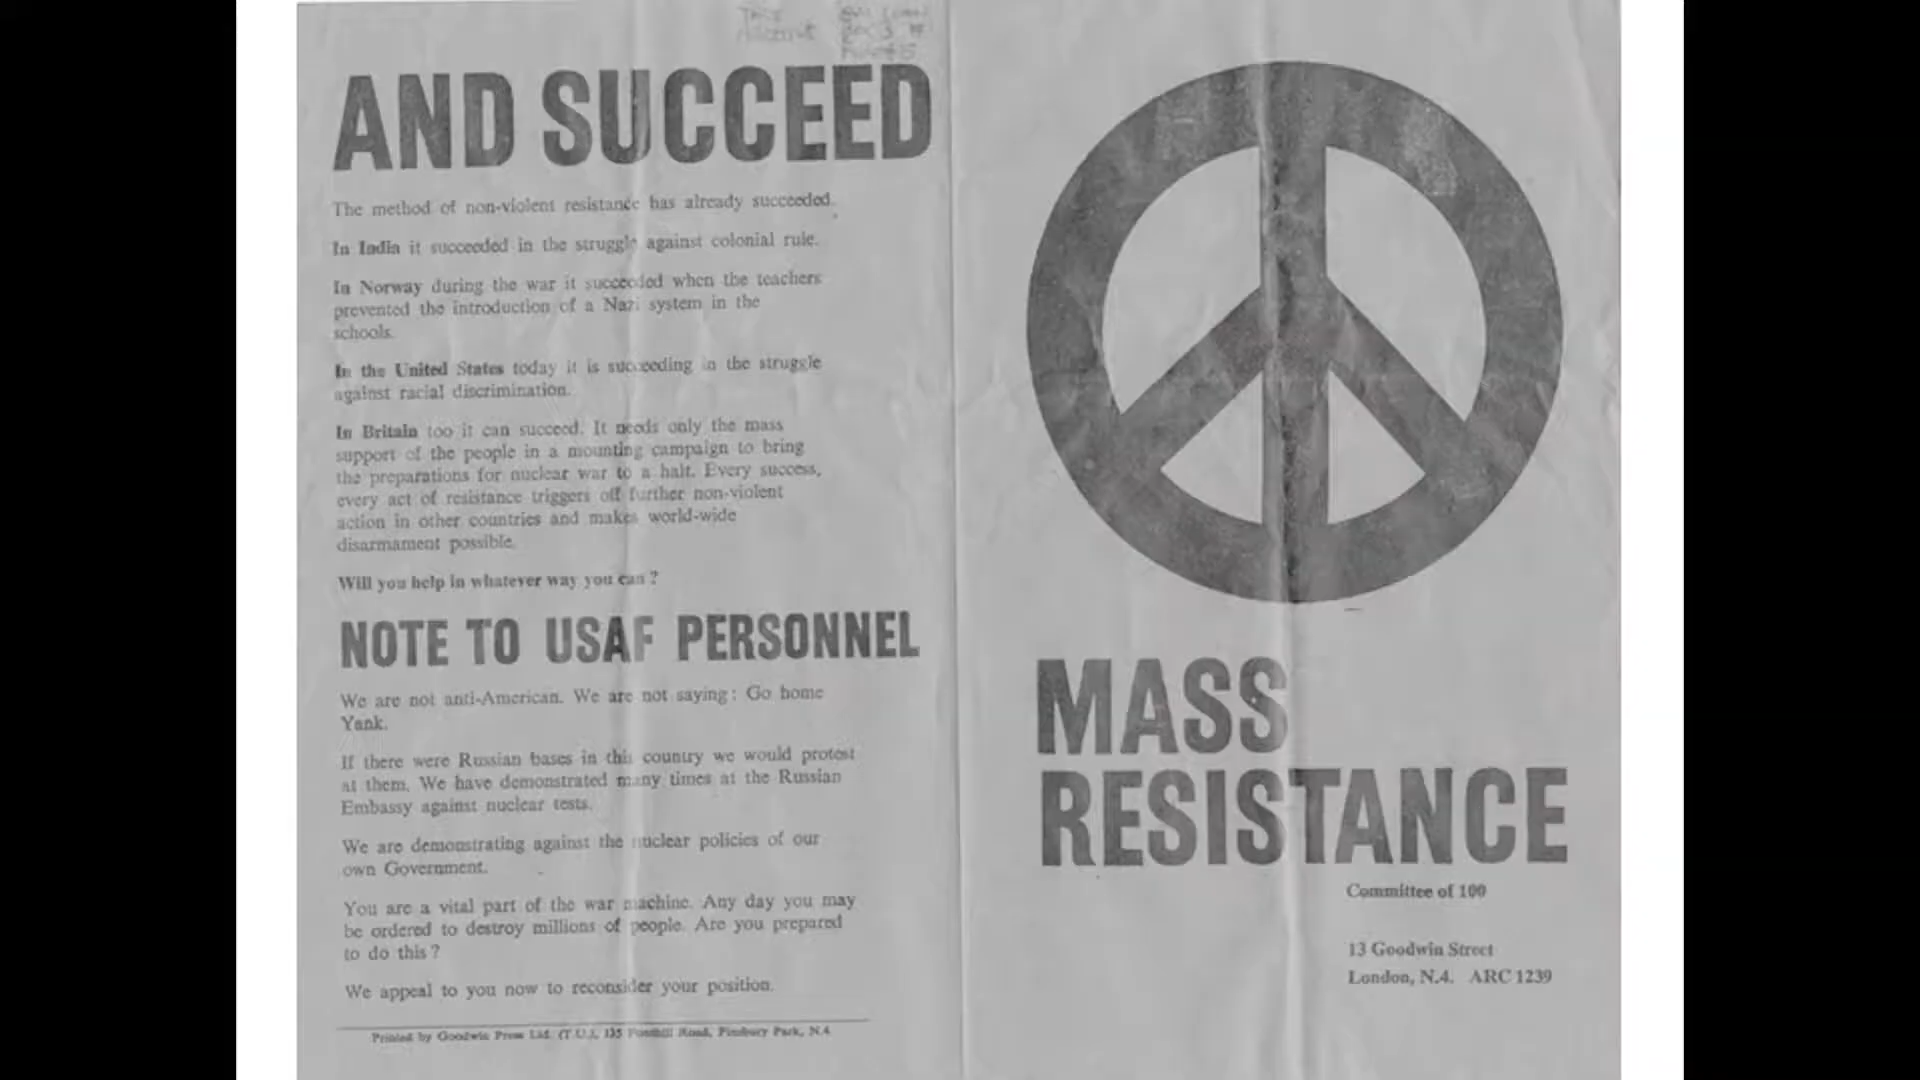 AND SUCCEED
The method of non-violent resistance has already succeeded.
In India it succeeded in the struggle against colonial rule.
In Norway during the war it succeeded when the teachers
prevented the introduction of a Nazi system in the
schools.
In the United States today it is succeeding in the struggle
against racial discrimination.
In Britain too it can succeed. It needs only the mass
support of the people in a mounting campaign to bring
the preparations for nuclear war to a halt. Every success,
every act of resistance triggers off further non-violent
action in other countries and makes world-wide
disarmament possible.
Will you help in whatever way you can?
NOTE TO USAF PERSONNEL
We are not anti-American. We are not saying: Go home
Yank.
If there were Russian bases in this country we would protest
at them. We have demonstrated many times at the Russian
Embassy against nuclear tests.
We are demonstrating against the nuclear policies of our
own Government.
You are a vital part of the war machine. Any day you may
be ordered to destroy millions of people. Are you prepared
to do this?
We appeal to you now to reconsider your position.
Printed by Goodwin Press Ltd. (T.U.), 135 Fonthill Road, Finsbury Park, N.4
MASS
RESISTANCE
Committee of 100
13 Goodwin Street
London, N.4. ARC 1239